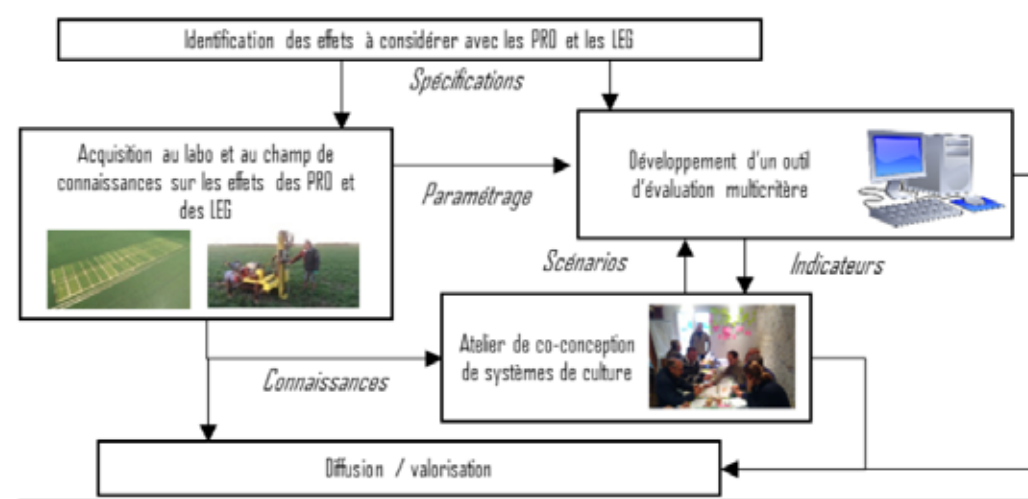 Identification des effets à considérer avec les PRO et les LEG
Spécifications
Acquisition au labo et au champ de
connaissances sur les effets des PRO et
des LEG
Paramétrage
Développement d'un outil
d'évaluation multicritère
Scénarios
Indicateurs
Atelier de co-conception
de systèmes de culture
Connaissances
Diffusion / valorisation